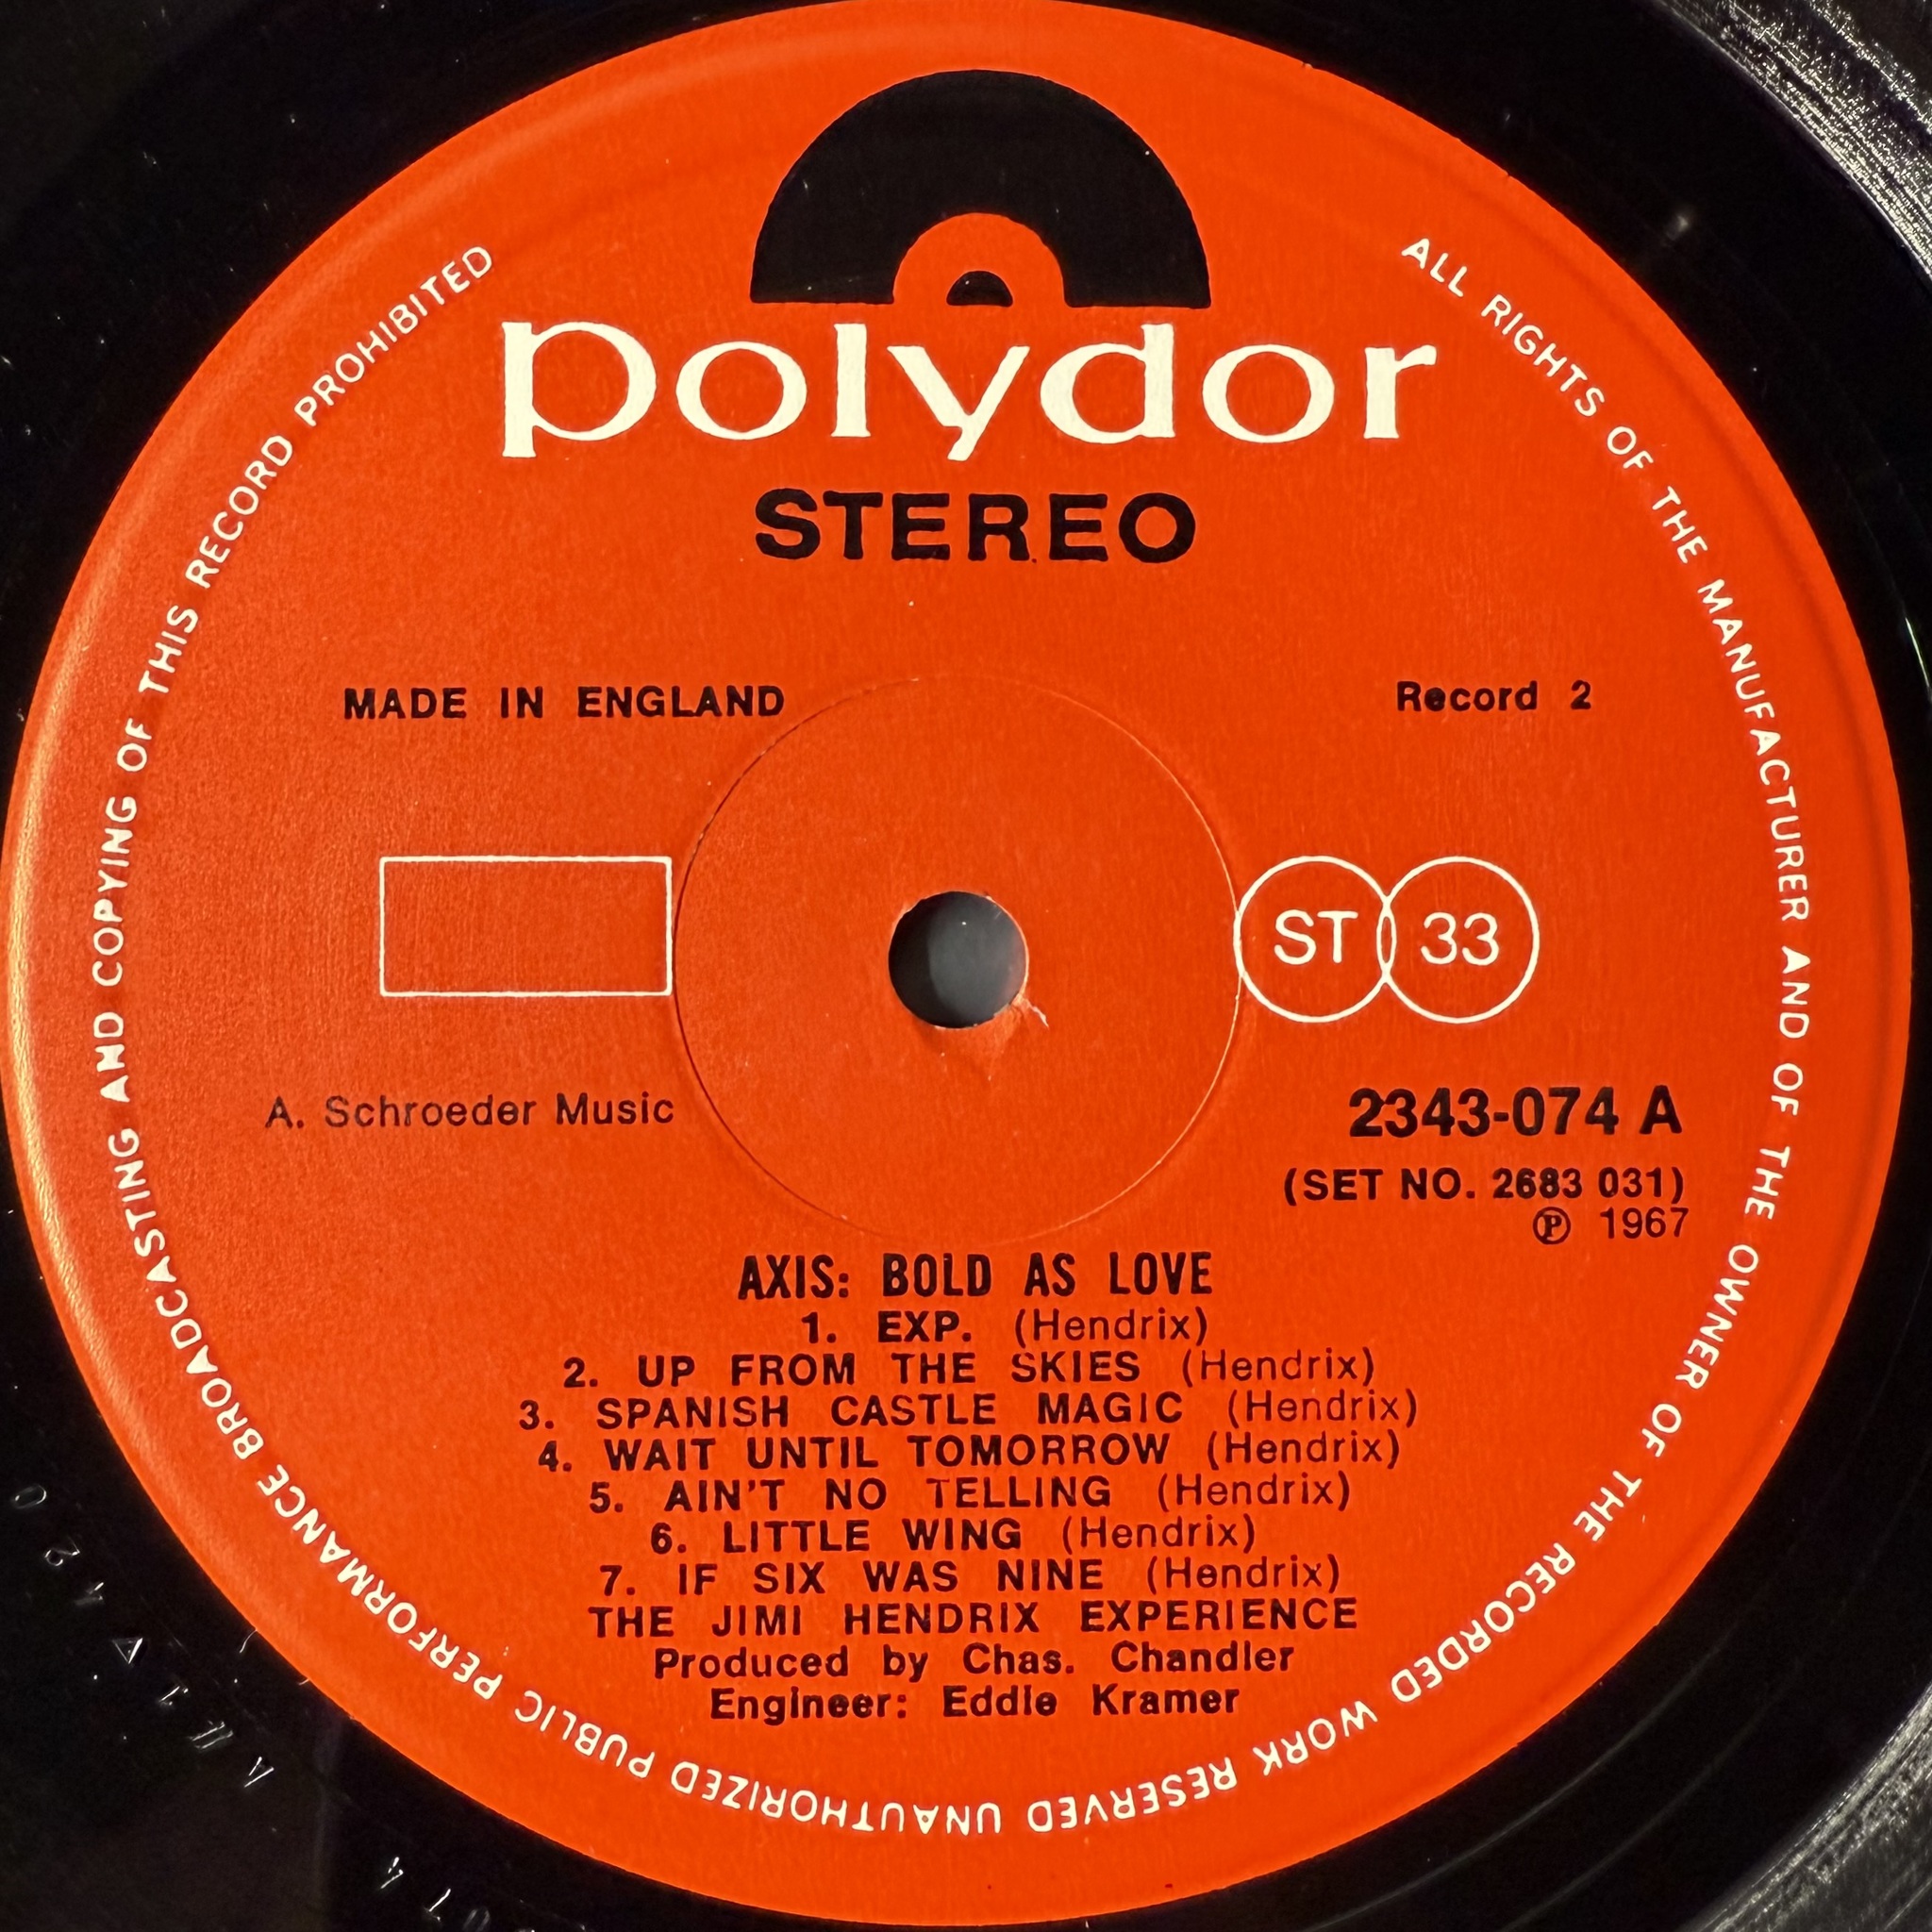 polydor
STEREO
MADE IN ENGLAND
Record 2
ST 33
A. Schroeder Music
2343-074 A
(SET NO. 2683 031)
Ⓟ 1967
AXIS: BOLD AS LOVE
1. EXP. (Hendrix)
2. UP FROM THE SKIES (Hendrix)
3. SPANISH CASTLE MAGIC (Hendrix)
4. WAIT UNTIL TOMORROW (Hendrix)
5. AIN'T NO TELLING (Hendrix)
6. LITTLE WING (Hendrix)
7. IF SIX WAS NINE (Hendrix)
THE JIMI HENDRIX EXPERIENCE
Produced by Chas. Chandler
Engineer: Eddie Kramer
ALL RIGHTS OF THE MANUFACTURER AND OF THE OWNER OF THE RECORDED WORK RESERVED UNAUTHORIZED PUBLIC PERFORMANCE BROADCASTING AND COPYING OF THIS RECORD PROHIBITED